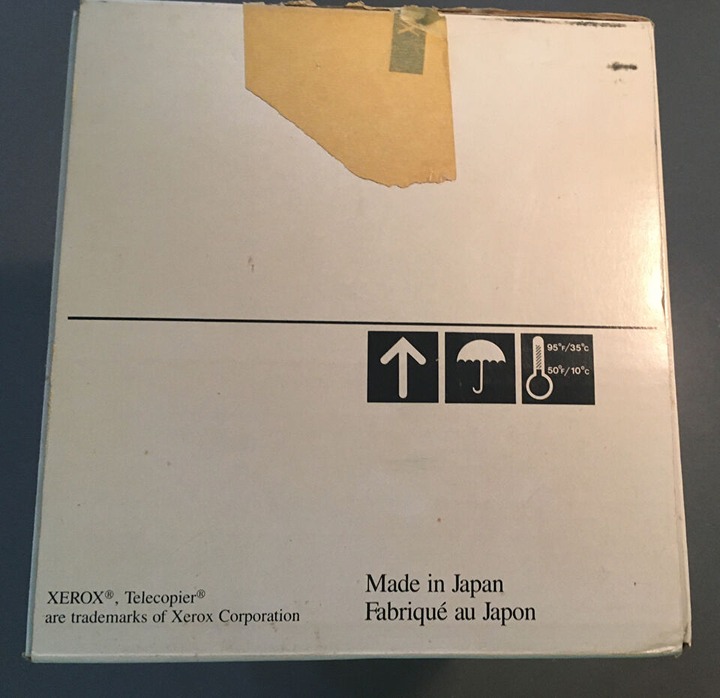 95°F/35°C
50°F/10°C
XEROX®, Telecopier®
are trademarks of Xerox Corporation
Made in Japan
Fabriqué au Japon